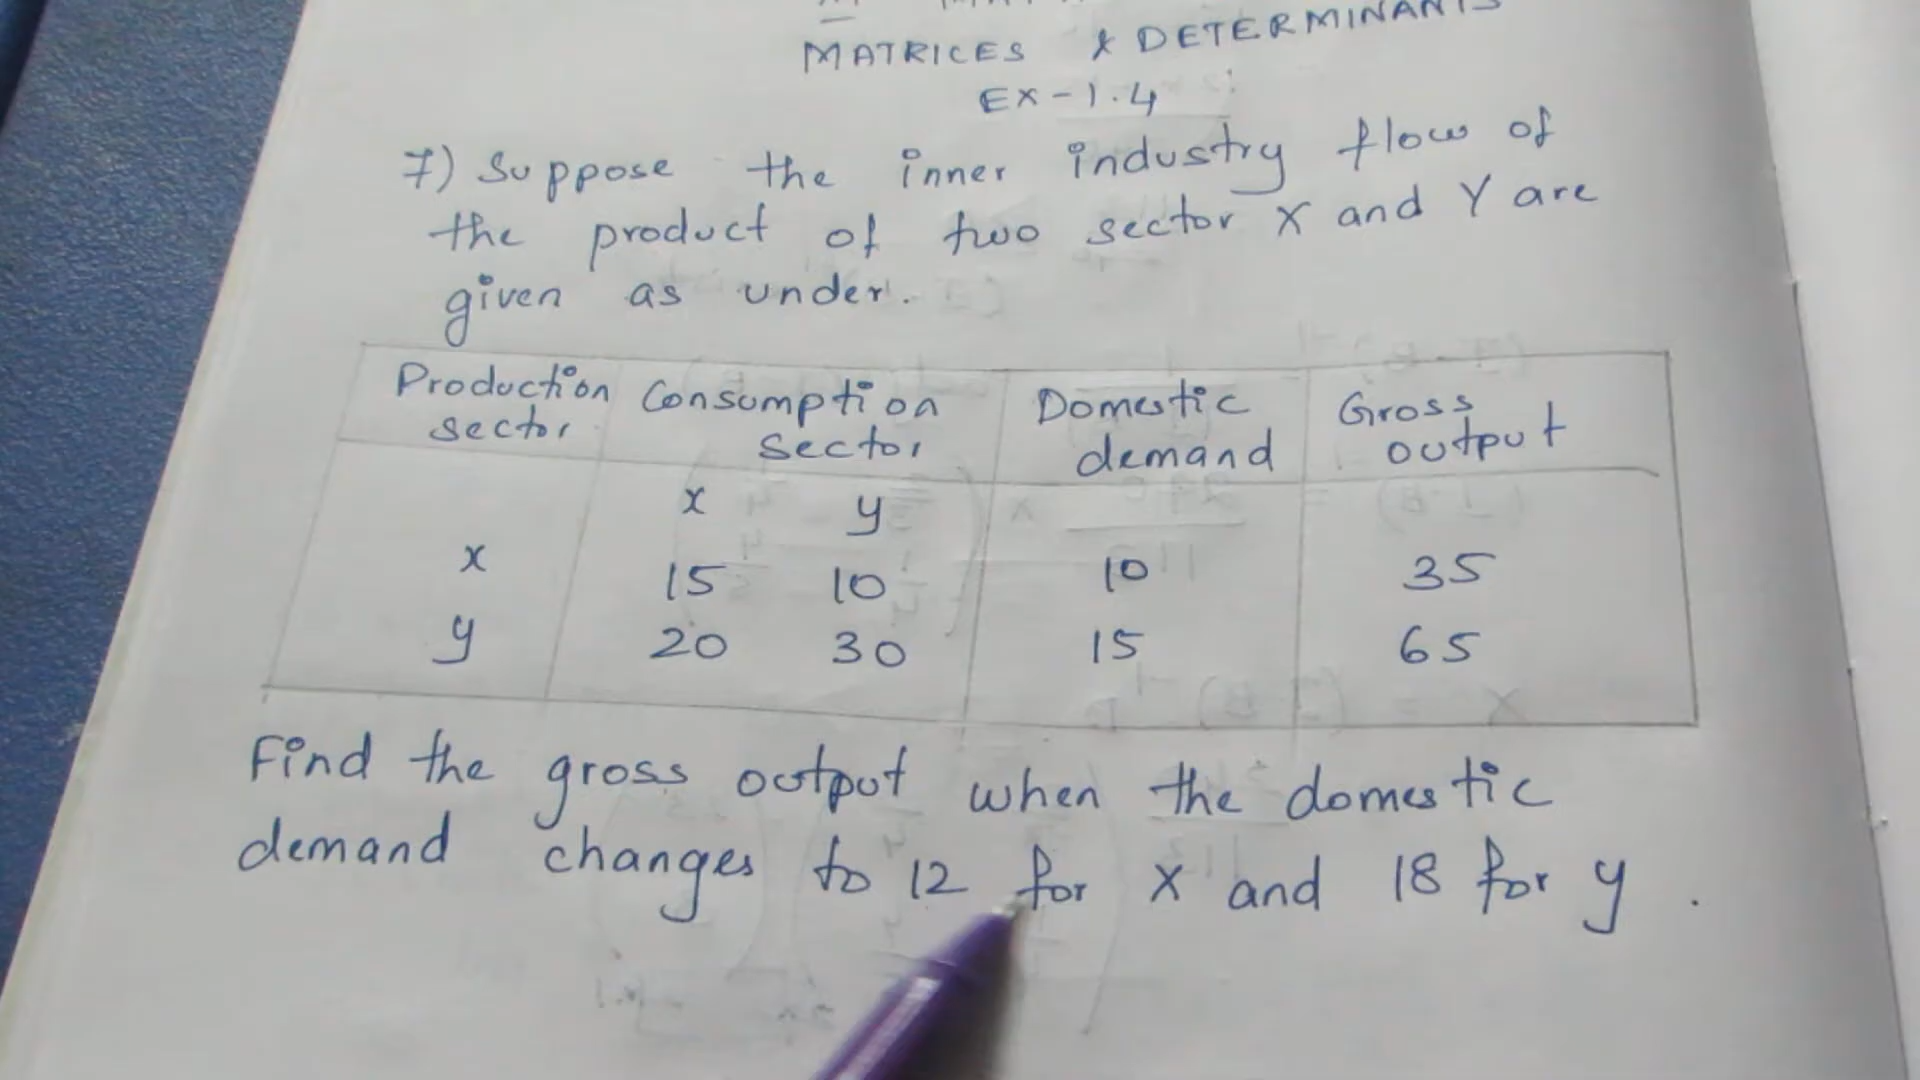 MATRICES & DETERMINANTS
EX-1.4
7) Suppose the inner industry flow of
the product of two sector X and Y are
given as under.
Production sector Consumption sector Domestic demand Gross output
x y
x 15 10 10 35
y 20 30 15 65
Find the gross output when the domestic
demand changes to 12 for X and 18 for y.